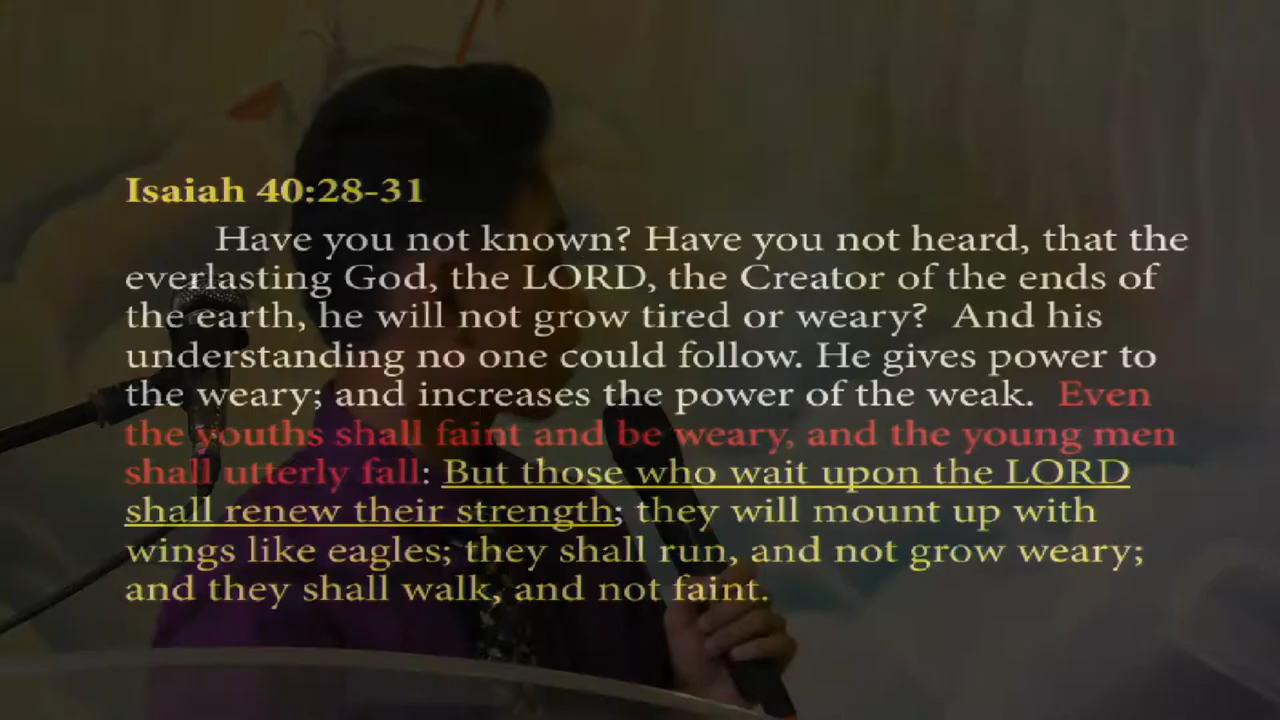 Isaiah 40:28-31
Have you not known? Have you not heard, that the
everlasting God, the LORD, the Creator of the ends of
the earth, he will not grow tired or weary?  And his
understanding no one could follow. He gives power to
the weary; and increases the power of the weak.  Even
the youths shall faint and be weary, and the young men
shall utterly fall: But those who wait upon the LORD
shall renew their strength; they will mount up with
wings like eagles; they shall run, and not grow weary;
and they shall walk, and not faint.